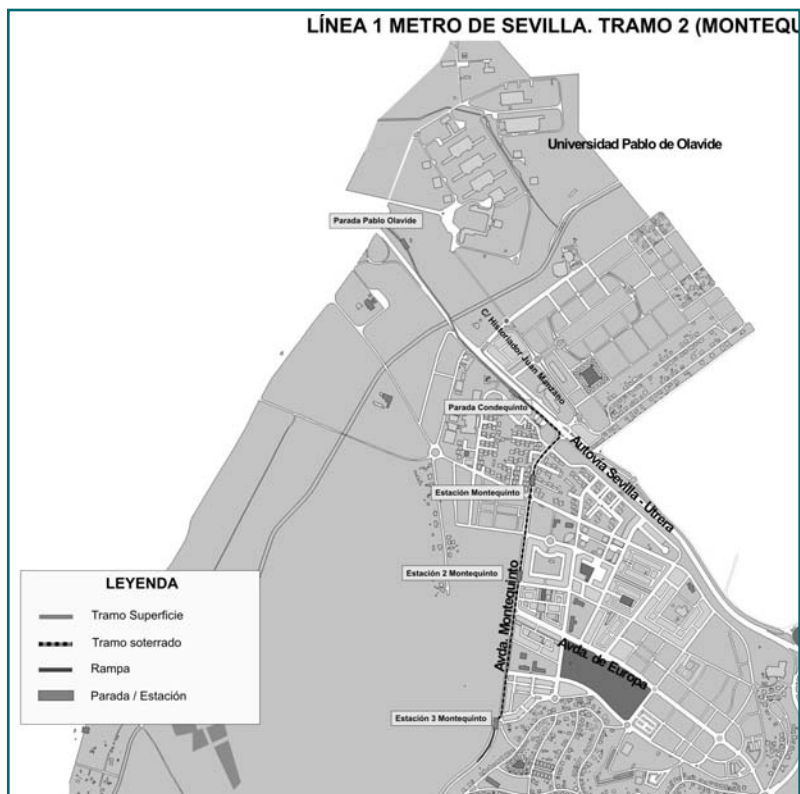 LÍNEA 1 METRO DE SEVILLA. TRAMO 2 (MONTEQU
Universidad Pablo de Olavide
Parada Pablo Olavide
C/ Historiador Juan Manzano
Parada Condequinto
Autovía Sevilla - Utrera
Estación Montequinto
Estación 2 Montequinto
Avda. Montequinto
Avda. de Europa
Estación 3 Montequinto
LEYENDA
Tramo Superficie
Tramo soterrado
Rampa
Parada / Estación